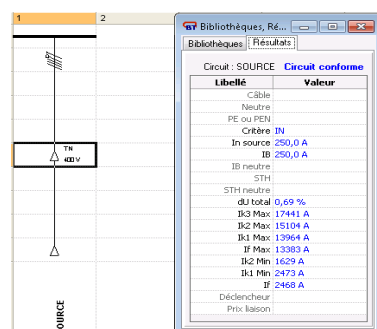 1
2
TN
400 V
OURCE
BT Bibliothèques, Ré...
Bibliothèques Résultats
Circuit : SOURCE Circuit conforme
Libellé Valeur
Câble
Neutre
PE ou PEN
Critère IN
In source 250,0 A
IB 250,0 A
IB neutre
STH
STH neutre
dU total 0,69 %
Ik3 Max 17441 A
Ik2 Max 15104 A
Ik1 Max 13964 A
If Max 13383 A
Ik2 Min 1629 A
Ik1 Min 2473 A
If 2468 A
Déclencheur
Prix liaison